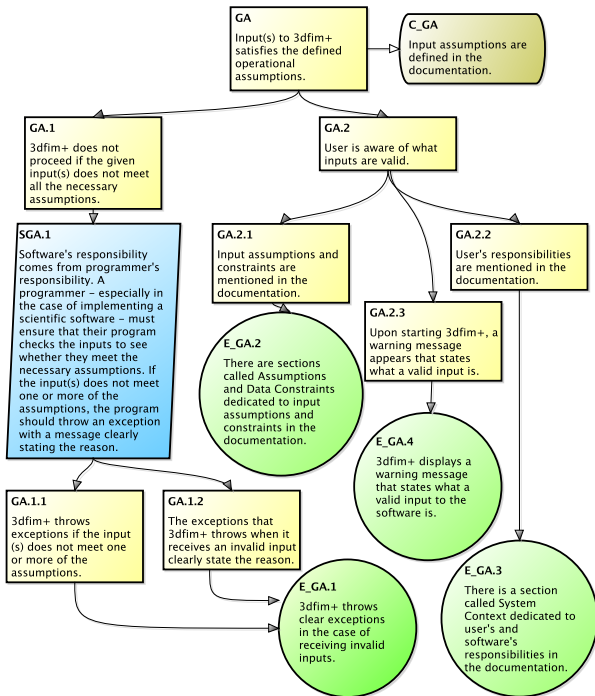 GA
Input(s) to 3dfim+
satisfies the defined
operational
assumptions.
C_GA
Input assumptions are
defined in the
documentation.
GA.1
3dfim+ does not
proceed if the given
input(s) does not meet
all the necessary
assumptions.
GA.2
User is aware of what
inputs are valid.
SGA.1
Software's responsibility
comes from programmer's
responsibility. A
programmer – especially in
the case of implementing a
scientific software – must
ensure that their program
checks the inputs to see
whether they meet the
necessary assumptions. If
the input(s) does not meet
one or more of the
assumptions, the program
should throw an exception
with a message clearly
stating the reason.
GA.2.1
Input assumptions and
constraints are
mentioned in the
documentation.
GA.2.2
User's responsibilities
are mentioned in the
documentation.
GA.2.3
Upon starting 3dfim+, a
warning message
appears that states
what a valid input is.
E_GA.2
There are sections
called Assumptions
and Data Constraints
dedicated to input
assumptions and
constraints in the
documentation.
E_GA.4
3dfim+ displays a
warning message
that states what a
valid input to the
software is.
GA.1.1
3dfim+ throws
exceptions if the input
(s) does not meet one
or more of the
assumptions.
GA.1.2
The exceptions that
3dfim+ throws when it
receives an invalid input
clearly state the reason.
E_GA.1
3dfim+ throws
clear exceptions
in the case of
receiving invalid
inputs.
E_GA.3
There is a section
called System
Context dedicated to
user's and
software's
responsibilities in
the documentation.